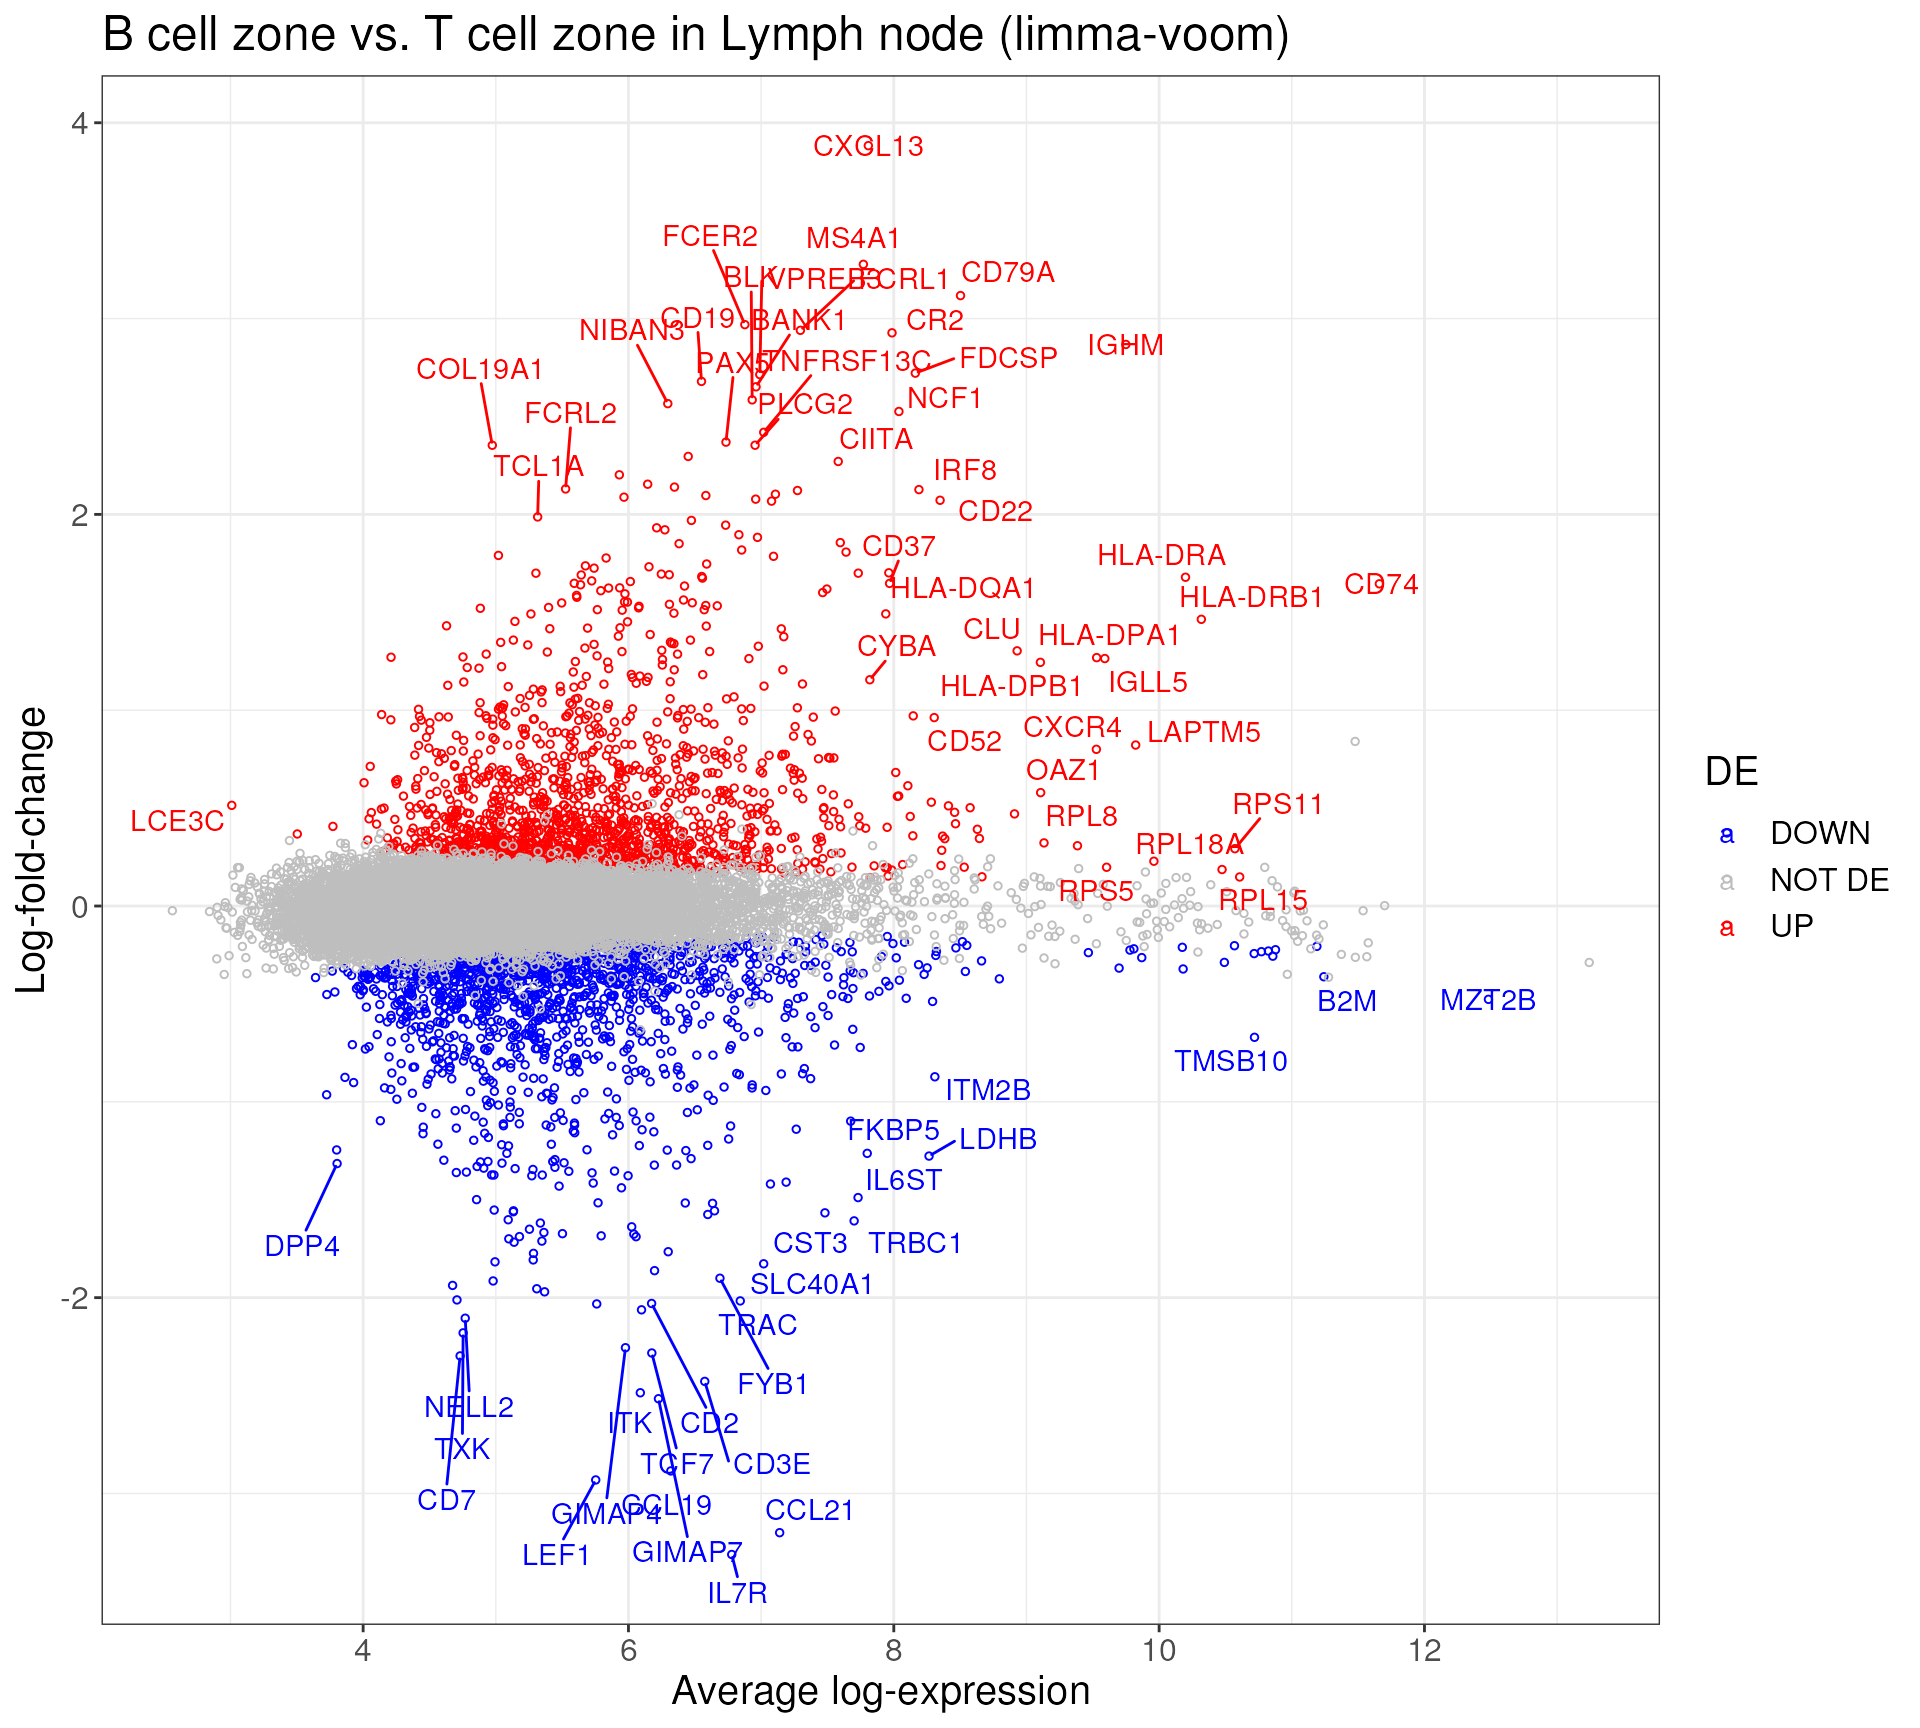 B cell zone vs. T cell zone in Lymph node (limma-voom)
4
CXCL13
FCER2
MS4A1
BLK
VPREB3
FCRL1
CD79A
CD19
BANK1
CR2
NIBAN3
IGHM
PAX5
TNFRSF13C
FDCSP
COL19A1
NCF1
PLCG2
FCRL2
CIITA
TCL1A
IRF8
2
CD22
CD37
HLA-DRA
HLA-DQA1
CD74
HLA-DRB1
CLU
HLA-DPA1
CYBA
HLA-DPB1
IGLL5
CXCR4
LAPTM5
CD52
OAZ1
RPS11
LCE3C
RPL8
RPL18A
RPS5
RPL15
0
B2M
MZT2B
TMSB10
ITM2B
FKBP5
LDHB
IL6ST
DPP4
CST3
TRBC1
SLC40A1
-2
TRAC
FYB1
NELL2
ITK
CD2
TXK
TCF7
CD3E
CD7
CCL19
GIMAP4
CCL21
LEF1
GIMAP7
IL7R
4
6
8
10
12
Average log-expression
Log-fold-change
DE
a DOWN
a NOT DE
a UP